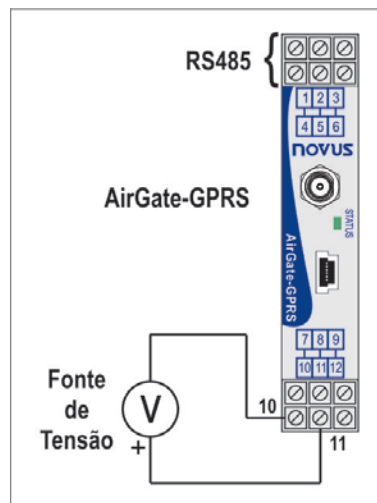 RS485
1 2 3
4 5 6
novus
AirGate-GPRS
STATUS
AirGate-GPRS
7 8 9
10 11 12
Fonte
de
Tensão
V
+
10
11